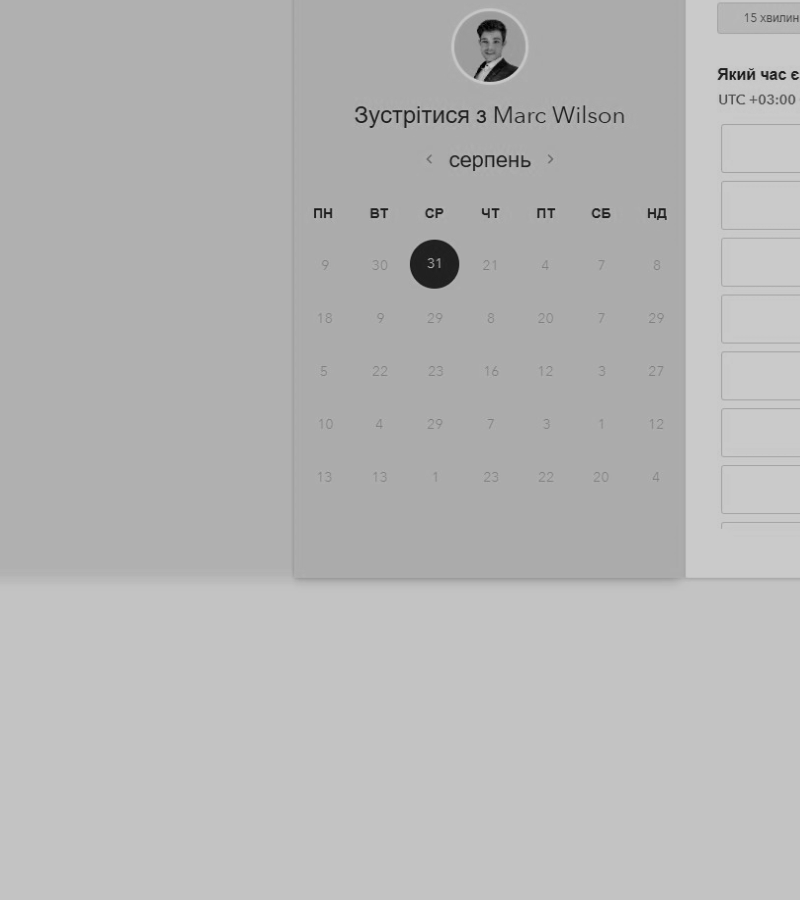 15 хвилин
Зустрітися з Marc Wilson
< серпень >
ПН ВТ СР ЧТ ПТ СБ НД
9 30 31 21 4 7 8
18 9 29 8 20 7 29
5 22 23 16 12 3 27
10 4 29 7 3 1 12
13 13 1 23 22 20 4
Який час є
UTC +03:00